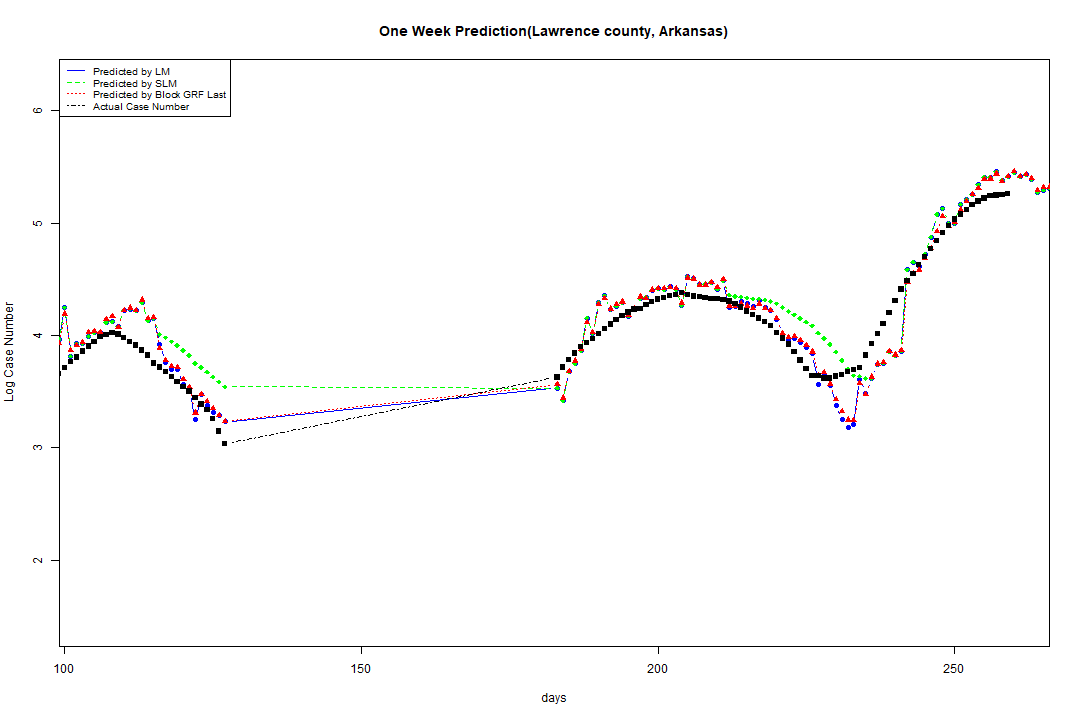 One Week Prediction(Lawrence county, Arkansas)
Predicted by LM
Predicted by SLM
Predicted by Block GRF Last
Actual Case Number
6
5
4
3
2
Log Case Number
100
150
200
250
days